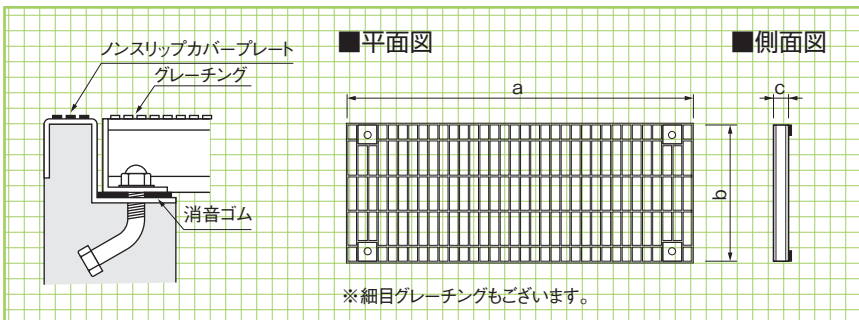 ノンスリップカバープレート
グレーチング
消音ゴム
■平面図
a
b
※細目グレーチングもございます。
■側面図
c